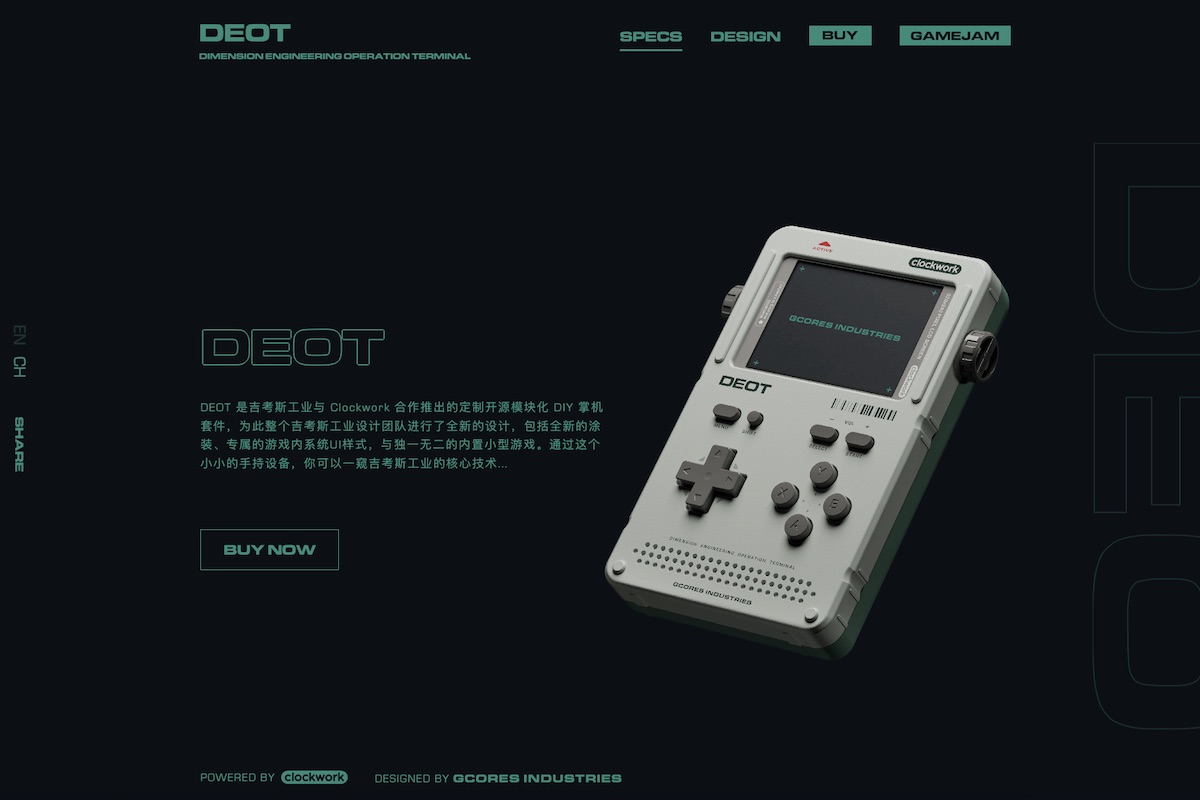 DEOT
DIMENSION ENGINEERING OPERATION TERMINAL
SPECS
DESIGN
BUY
GAMEJAM
EN
CH
SHARE
DEOT
DEOT 是吉考斯工业与 Clockwork 合作推出的定制开源模块化 DIY 掌机
套件，为此整个吉考斯工业设计团队进行了全新的设计，包括全新的涂
装、专属的游戏内系统UI样式，与独一无二的内置小型游戏。通过这个
小小的手持设备，你可以一窥吉考斯工业的核心技术...
BUY NOW
ACTIVE
clockwork
GCORES INDUSTRIES
DEOT
MENU
SHIFT
- VOL +
SELECT
START
X
Y
B
A
DIMENSION ENGINEERING OPERATION TERMINAL
GCORES INDUSTRIES
DEO
POWERED BY clockwork
DESIGNED BY GCORES INDUSTRIES